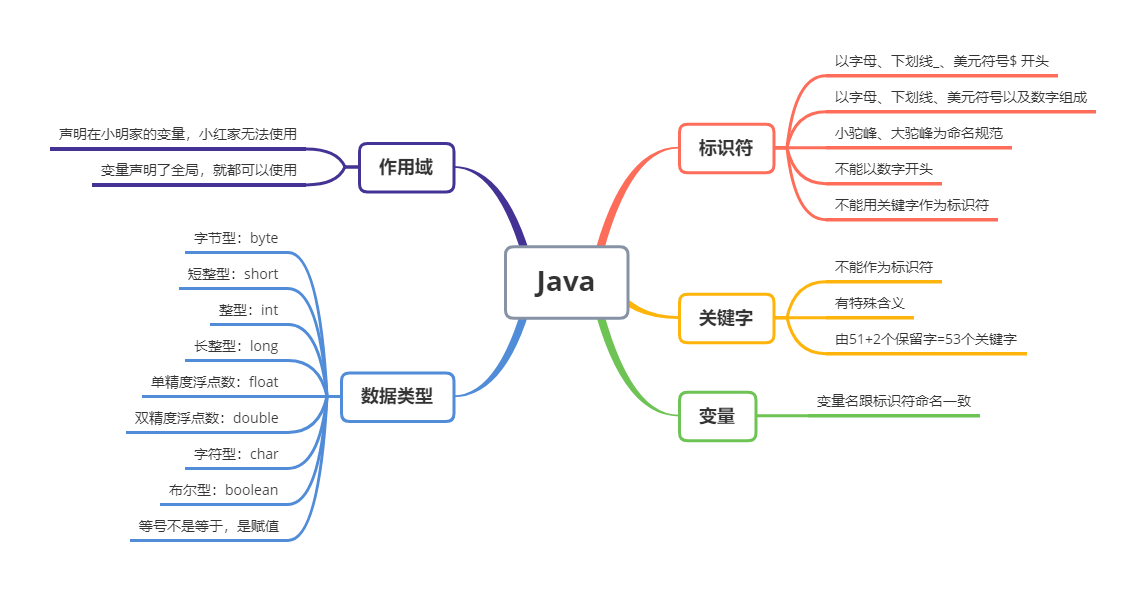 Java
标识符
以字母、下划线_、美元符号$ 开头
以字母、下划线、美元符号以及数字组成
小驼峰、大驼峰为命名规范
不能以数字开头
不能用关键字作为标识符
关键字
不能作为标识符
有特殊含义
由51+2个保留字=53个关键字
变量
变量名跟标识符命名一致
作用域
声明在小明家的变量，小红家无法使用
变量声明了全局，就都可以使用
数据类型
字节型：byte
短整型：short
整型：int
长整型：long
单精度浮点数：float
双精度浮点数：double
字符型：char
布尔型：boolean
等号不是等于，是赋值